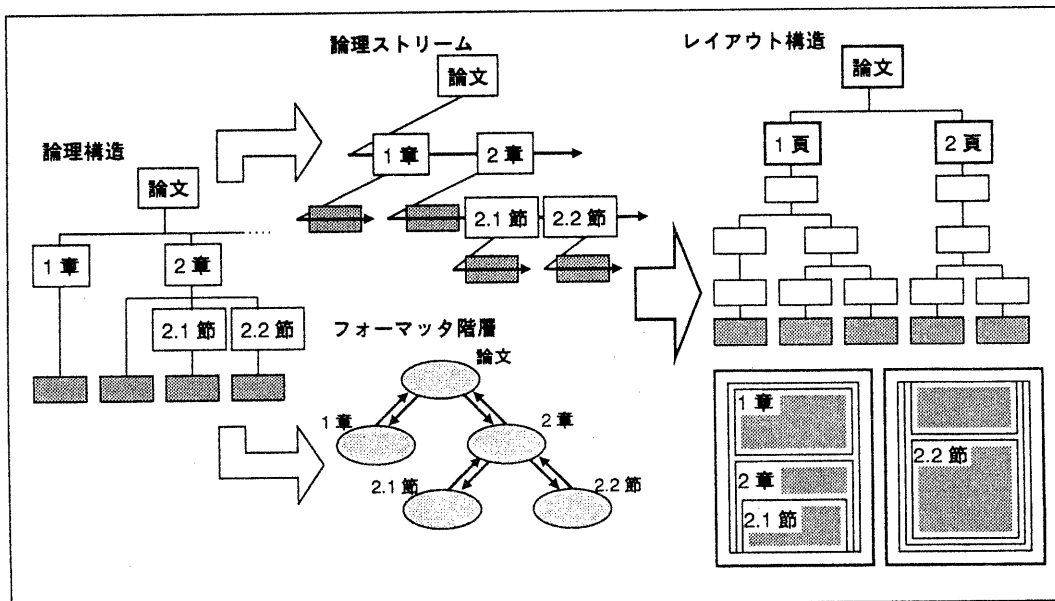 論理構造
論文
1 章
2 章
2.1 節
2.2 節
論理ストリーム
論文
1 章
2 章
2.1 節
2.2 節
フォーマッタ階層
論文
1 章
2 章
2.1 節
2.2 節
レイアウト構造
論文
1 頁
2 頁
1 章
2 章
2.1 節
2.2 節